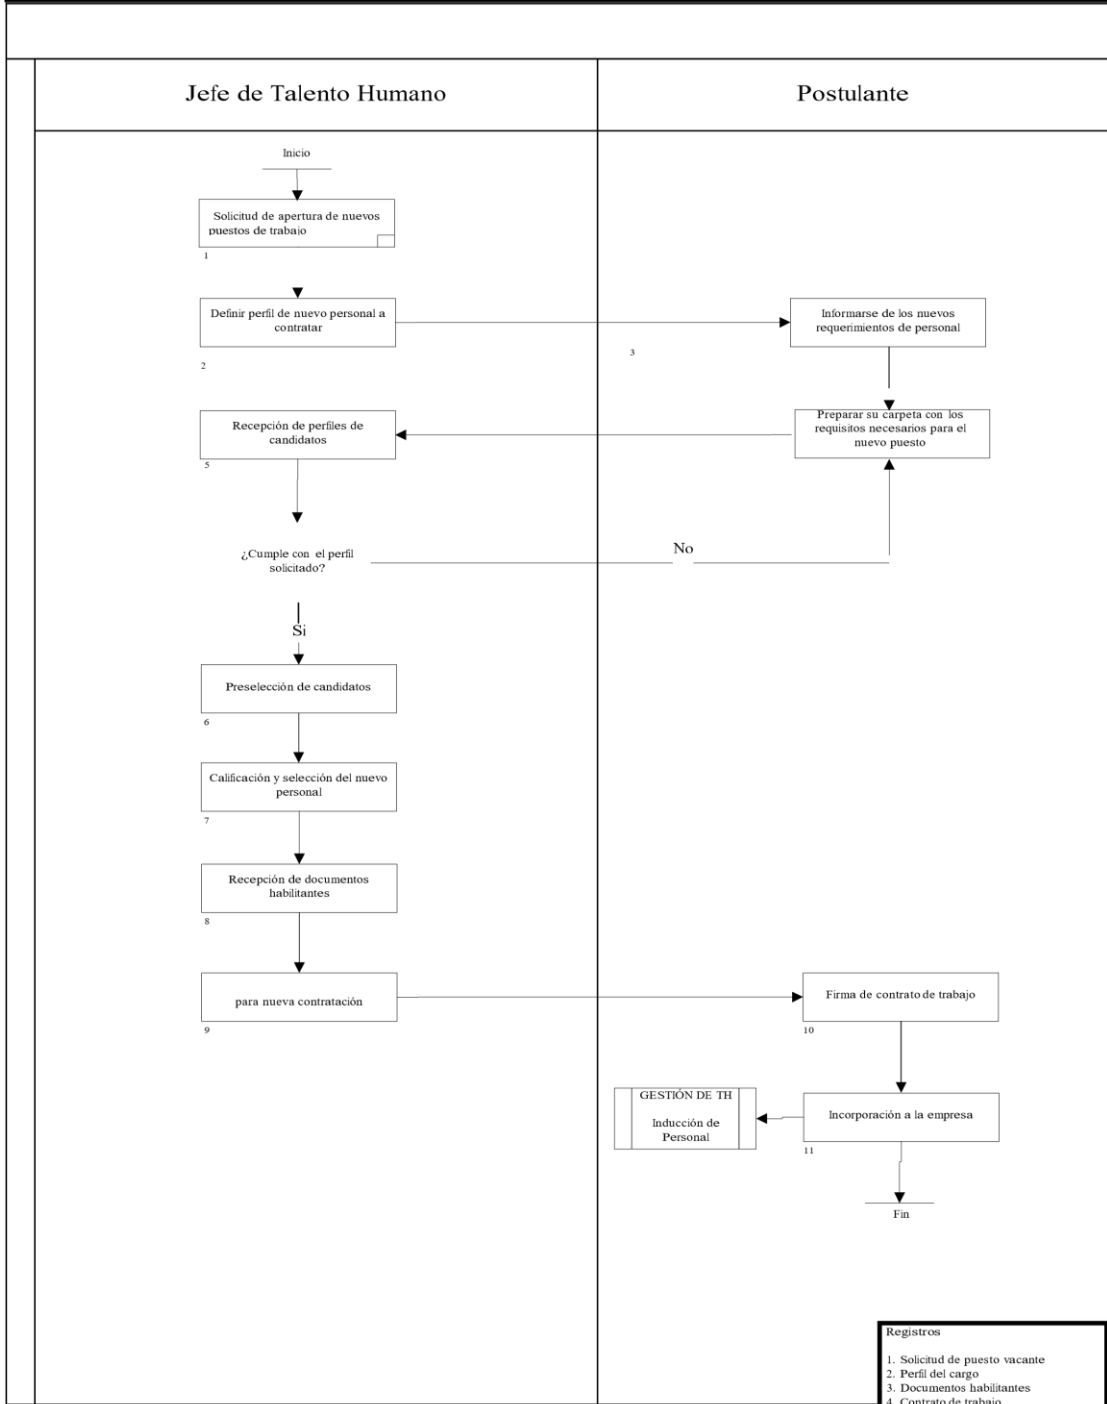 Jefe de Talento Humano
Postulante
Inicio
Solicitud de apertura de nuevos
puestos de trabajo
1
Definir perfil de nuevo personal a
contratar
2
Informarse de los nuevos
requerimientos de personal
3
Preparar su carpeta con los
requisitos necesarios para el
nuevo puesto
Recepción de perfiles de
candidatos
5
¿Cumple con el perfil
solicitado?
No
Si
Preselección de candidatos
6
Calificación y selección del nuevo
personal
7
Recepción de documentos
habilitantes
8
para nueva contratación
9
Firma de contrato de trabajo
10
Incorporación a la empresa
11
GESTIÓN DE TH
Inducción de
Personal
Fin
Registros
1. Solicitud de puesto vacante
2. Perfil del cargo
3. Documentos habilitantes
4. Contrato de trabajo